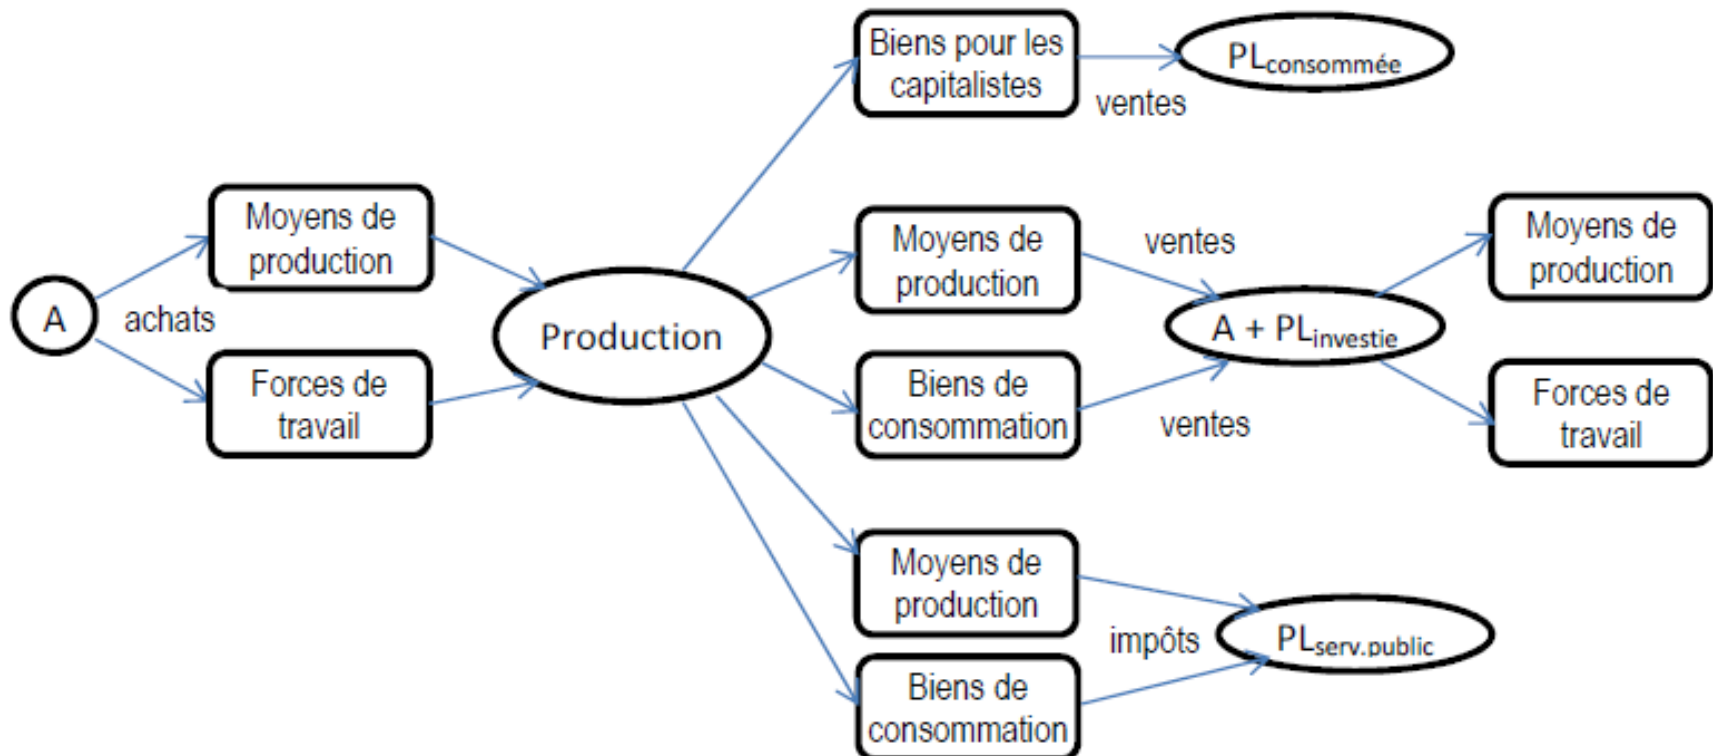 Biens pour les
capitalistes
PLconsommée
ventes
Moyens de
production
A
achats
Forces de
travail
Production
Moyens de
production
ventes
Biens de
consommation
ventes
A + PLinvestie
Moyens de
production
Forces de
travail
Moyens de
production
impôts
Biens de
consommation
PLserv.public